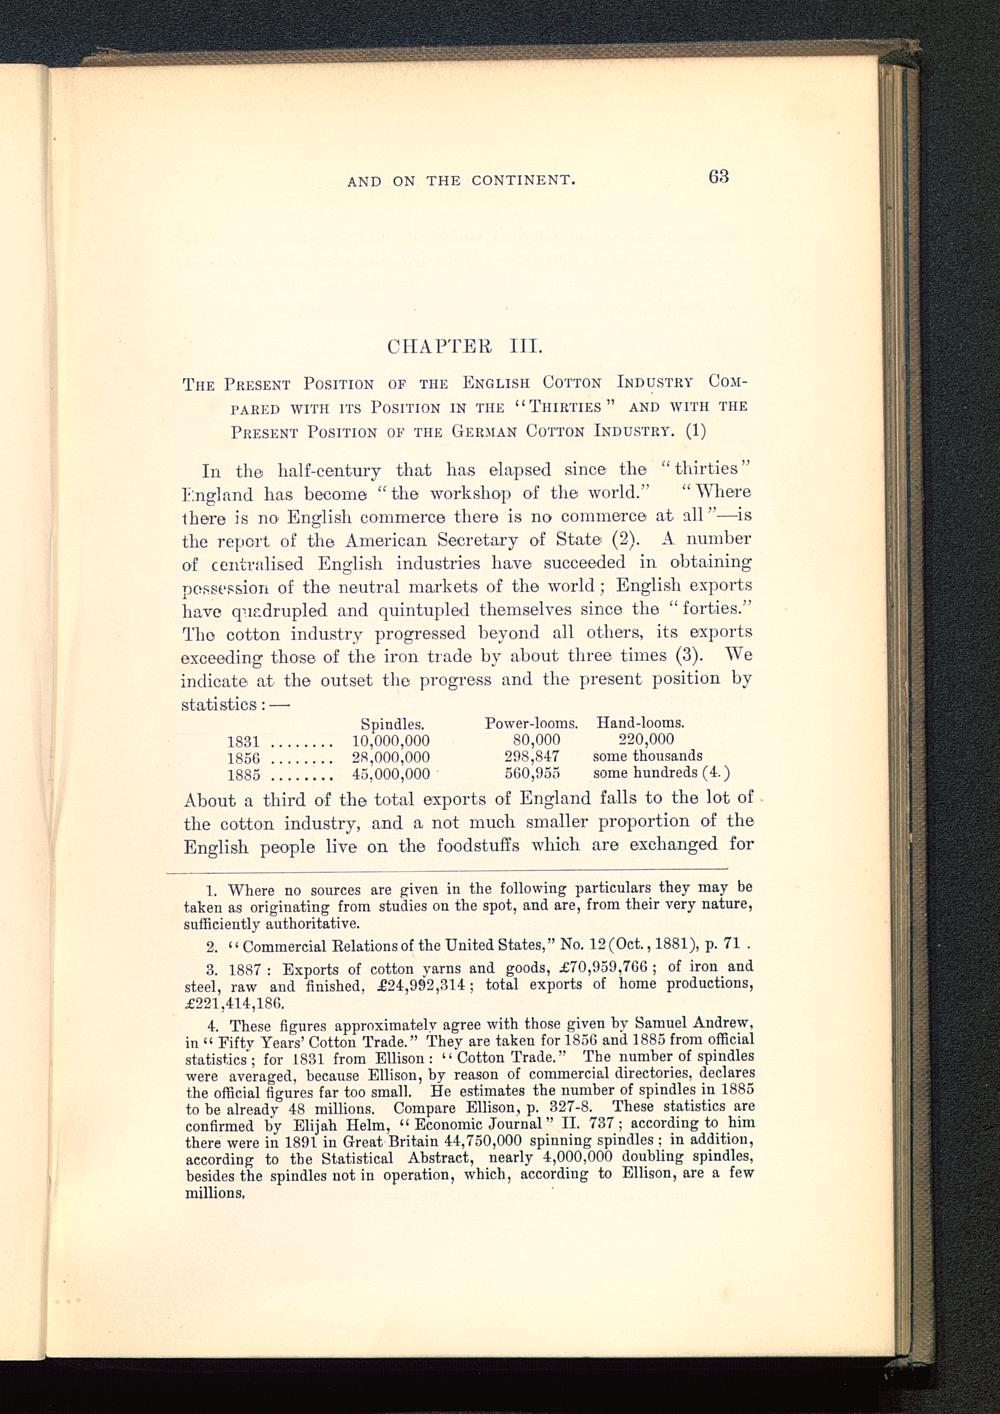 AND ON THE CONTINENT. 63
CHAPTER III.
THE PRESENT POSITION OF THE ENGLISH COTTON INDUSTRY COM-
PARED WITH ITS POSITION IN THE “THIRTIES” AND WITH THE
PRESENT POSITION OF THE GERMAN COTTON INDUSTRY. (1)
In the half-century that has elapsed since the “thirties”
England has become “the workshop of the world.” “Where
there is no English commerce there is no commerce at all”—is
the report of the American Secretary of State (2). A number
of centralised English industries have succeeded in obtaining
possession of the neutral markets of the world; English exports
have quadrupled and quintupled themselves since the “forties.”
The cotton industry progressed beyond all others, its exports
exceeding those of the iron trade by about three times (3). We
indicate at the outset the progress and the present position by
statistics:—
Spindles. Power-looms. Hand-looms.
1831 ........ 10,000,000 80,000 220,000
1856 ........ 28,000,000 298,847 some thousands
1885 ........ 45,000,000 560,955 some hundreds (4.)
About a third of the total exports of England falls to the lot of
the cotton industry, and a not much smaller proportion of the
English people live on the foodstuffs which are exchanged for
1. Where no sources are given in the following particulars they may be
taken as originating from studies on the spot, and are, from their very nature,
sufficiently authoritative.
2. “Commercial Relations of the United States,” No. 12 (Oct., 1881), p. 71.
3. 1887: Exports of cotton yarns and goods, £70,959,766; of iron and
steel, raw and finished, £24,992,314; total exports of home productions,
£221,414,186.
4. These figures approximately agree with those given by Samuel Andrew,
in “Fifty Years’ Cotton Trade.” They are taken for 1856 and 1885 from official
statistics; for 1831 from Ellison: “Cotton Trade.” The number of spindles
were averaged, because Ellison, by reason of commercial directories, declares
the official figures far too small. He estimates the number of spindles in 1885
to be already 48 millions. Compare Ellison, p. 327-8. These statistics are
confirmed by Elijah Helm, “Economic Journal” II. 737; according to him
there were in 1891 in Great Britain 44,750,000 spinning spindles; in addition,
according to the Statistical Abstract, nearly 4,000,000 doubling spindles,
besides the spindles not in operation, which, according to Ellison, are a few
millions.